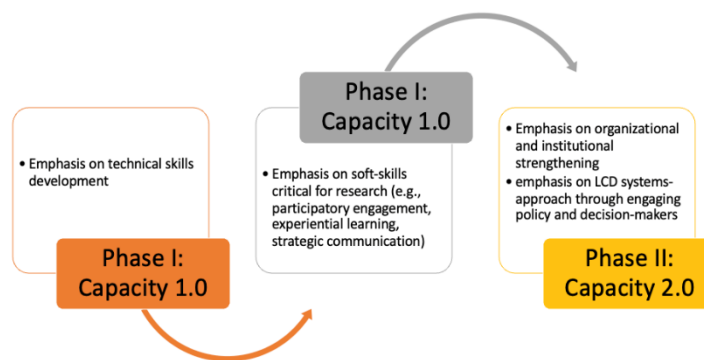 • Emphasis on technical skills
development
Phase I:
Capacity 1.0
Phase I:
Capacity 1.0
• Emphasis on soft-skills
critical for research (e.g.,
participatory engagement,
experiential learning,
strategic communication)
• Emphasis on organizational
and institutional
strengthening
• emphasis on LCD systems-
approach through engaging
policy and decision-makers
Phase II:
Capacity 2.0